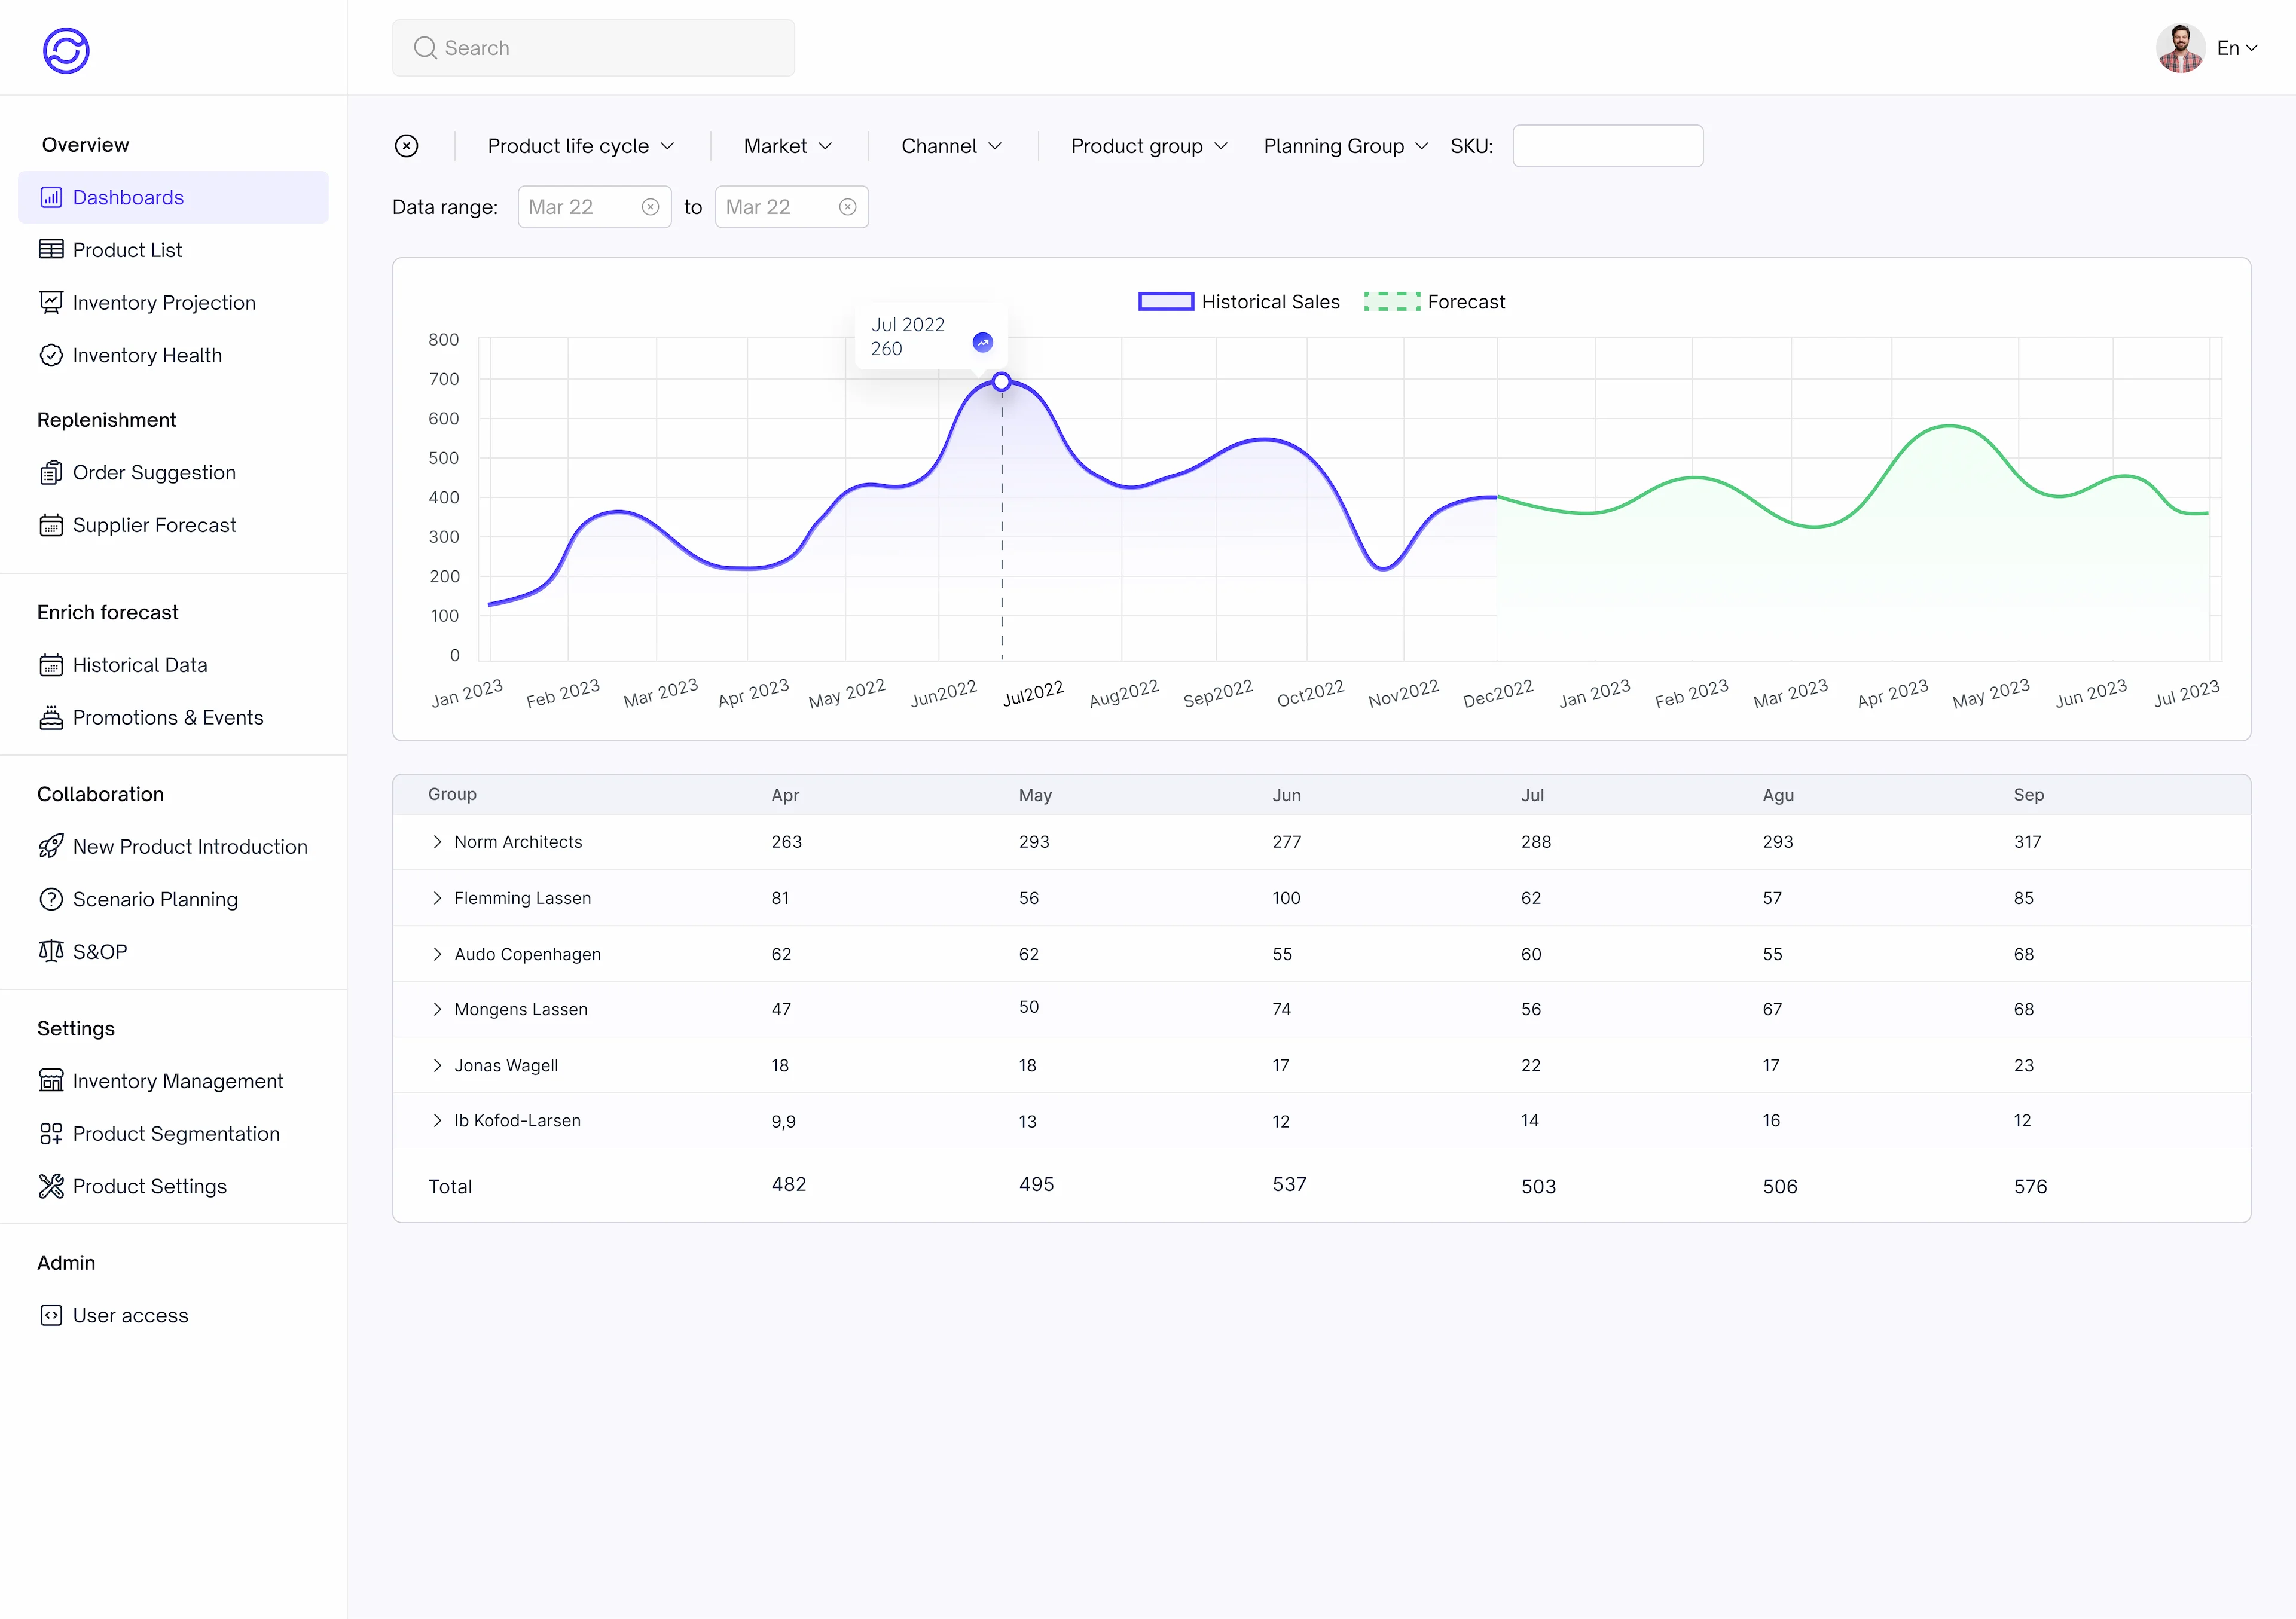 Search
En
Overview
Dashboards
Product List
Inventory Projection
Inventory Health
Replenishment
Order Suggestion
Supplier Forecast
Enrich forecast
Historical Data
Promotions & Events
Collaboration
New Product Introduction
Scenario Planning
S&OP
Settings
Inventory Management
Product Segmentation
Product Settings
Admin
User access
Product life cycle Market Channel Product group Planning Group SKU:
Data range: Mar 22 to Mar 22
Historical Sales Forecast
Jul 2022
260
800
700
600
500
400
300
200
100
0
Jan 2023 Feb 2023 Mar 2023 Apr 2023 May 2022 Jun2022 Jul2022 Aug2022 Sep2022 Oct2022 Nov2022 Dec2022 Jan 2023 Feb 2023 Mar 2023 Apr 2023 May 2023 Jun 2023 Jul 2023
Group Apr May Jun Jul Agu Sep
Norm Architects 263 293 277 288 293 317
Flemming Lassen 81 56 100 62 57 85
Audo Copenhagen 62 62 55 60 55 68
Mongens Lassen 47 50 74 56 67 68
Jonas Wagell 18 18 17 22 17 23
Ib Kofod-Larsen 9,9 13 12 14 16 12
Total 482 495 537 503 506 576